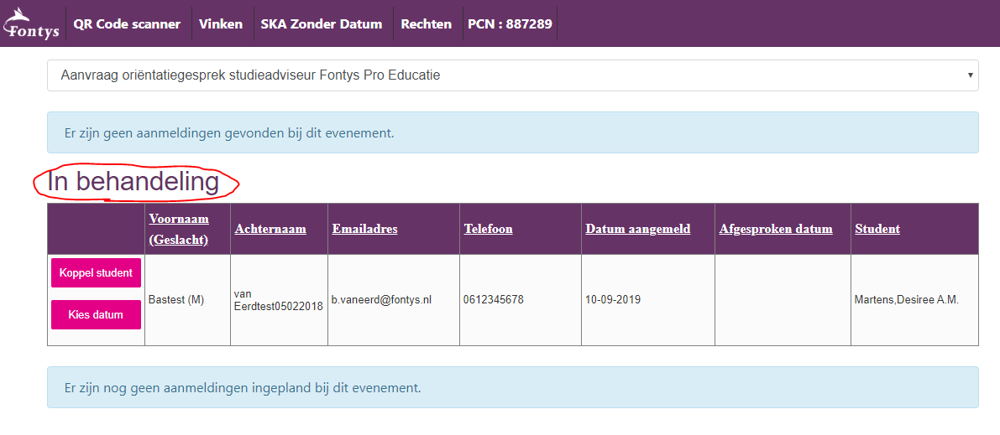 Fontys QR Code scanner Vinken SKA Zonder Datum Rechten PCN : 887289
Aanvraag oriëntatiegesprek studieadviseur Fontys Pro Educatie
Er zijn geen aanmeldingen gevonden bij dit evenement.
In behandeling
Voornaam (Geslacht) Achternaam Emailadres Telefoon Datum aangemeld Afgesproken datum Student
Koppel student
Kies datum
Bastest (M) van Eerdtest05022018 b.vaneerd@fontys.nl 0612345678 10-09-2019 Martens,Desiree A.M.
Er zijn nog geen aanmeldingen ingepland bij dit evenement.